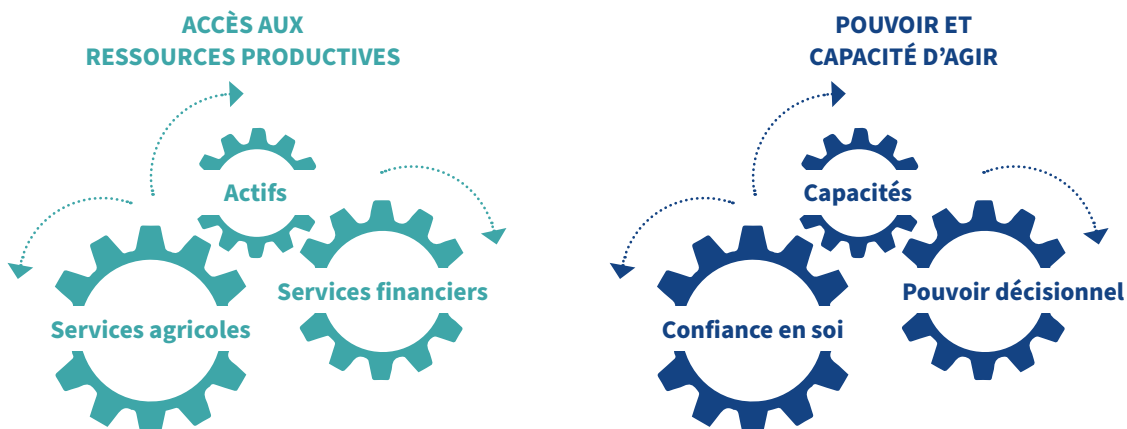 ACCÈS AUX
RESSOURCES PRODUCTIVES
Actifs
Services financiers
Services agricoles
POUVOIR ET
CAPACITÉ D’AGIR
Capacités
Pouvoir décisionnel
Confiance en soi